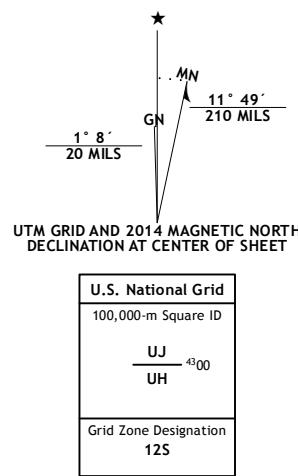 ★
MN
GN
11° 49´
210 MILS
1° 8´
20 MILS
UTM GRID AND 2014 MAGNETIC NORTH
DECLINATION AT CENTER OF SHEET
U.S. National Grid
100,000-m Square ID
UJ
4300
UH
Grid Zone Designation
12S